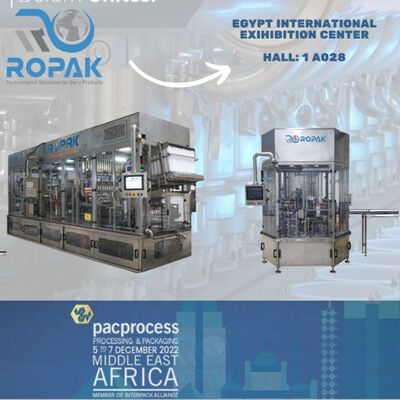 ROPAK
Technological Solutions for Dairy Products
EGYPT INTERNATIONAL
EXIHIBITION CENTER
HALL: 1 A028
ROPAK
ROPAK
pacprocess
PROCESSING & PACKAGING
5 TO 7 DECEMBER 2022
MIDDLE EAST
AFRICA
MEMBER OF INTERPACK ALLIANCE